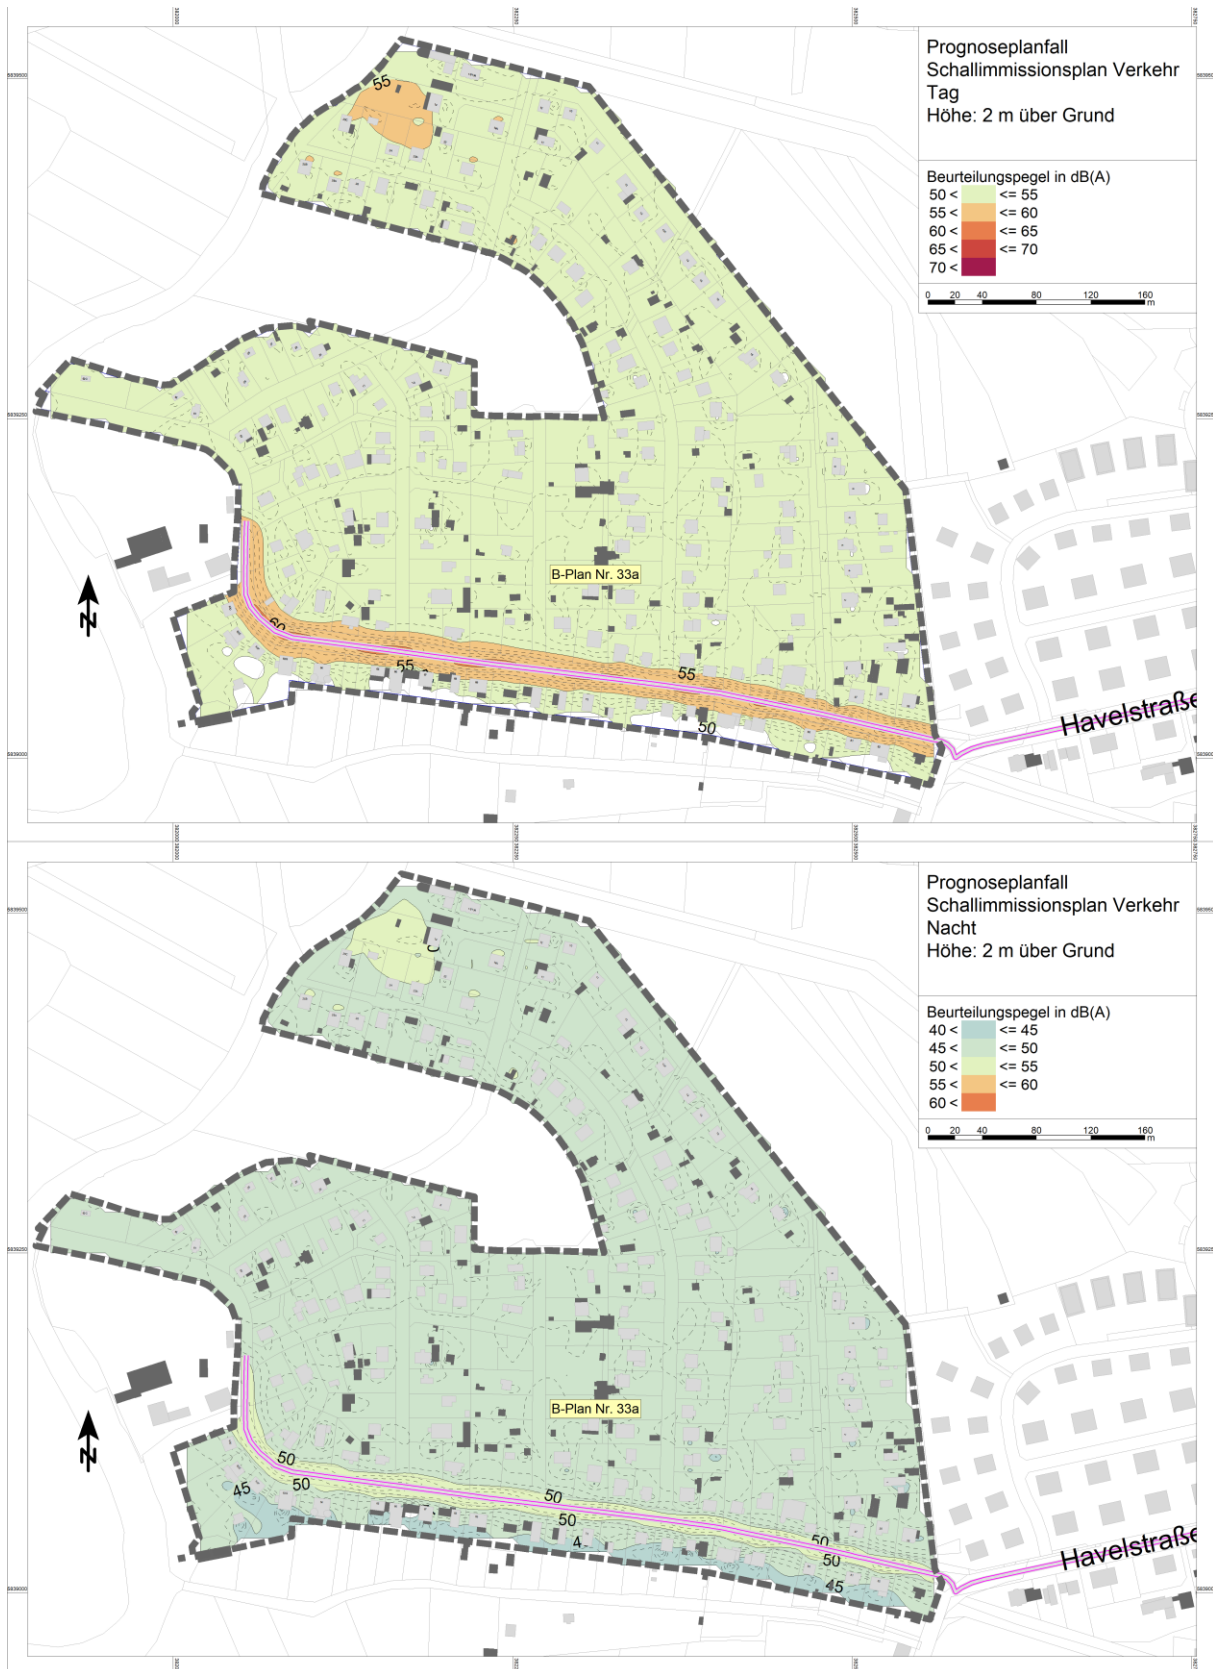 Prognoseplanfall
Schallimmissionsplan Verkehr
Tag
Höhe: 2 m über Grund
Beurteilungspegel in dB(A)
50 < <= 55
55 < <= 60
60 < <= 65
65 < <= 70
70 <
0 20 40 80 120 160
m
55
B-Plan Nr. 33a
60
55
55
50
Havelstraße
Prognoseplanfall
Schallimmissionsplan Verkehr
Nacht
Höhe: 2 m über Grund
Beurteilungspegel in dB(A)
40 < <= 45
45 < <= 50
50 < <= 55
55 < <= 60
60 <
0 20 40 80 120 160
m
B-Plan Nr. 33a
50
50
45
50
50
50
50
45
Havelstraße